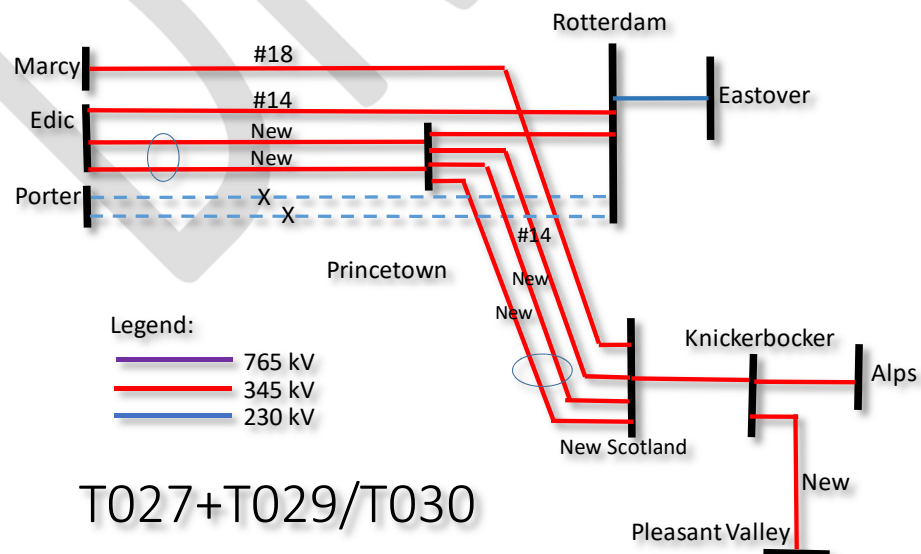 Rotterdam
#18
Marcy
Eastover
#14
Edic
New
New
Porter
X
X
#14
Princetown
New
New
Legend:
765 kV
345 kV
230 kV
Knickerbocker
Alps
New Scotland
New
T027+T029/T030
Pleasant Valley